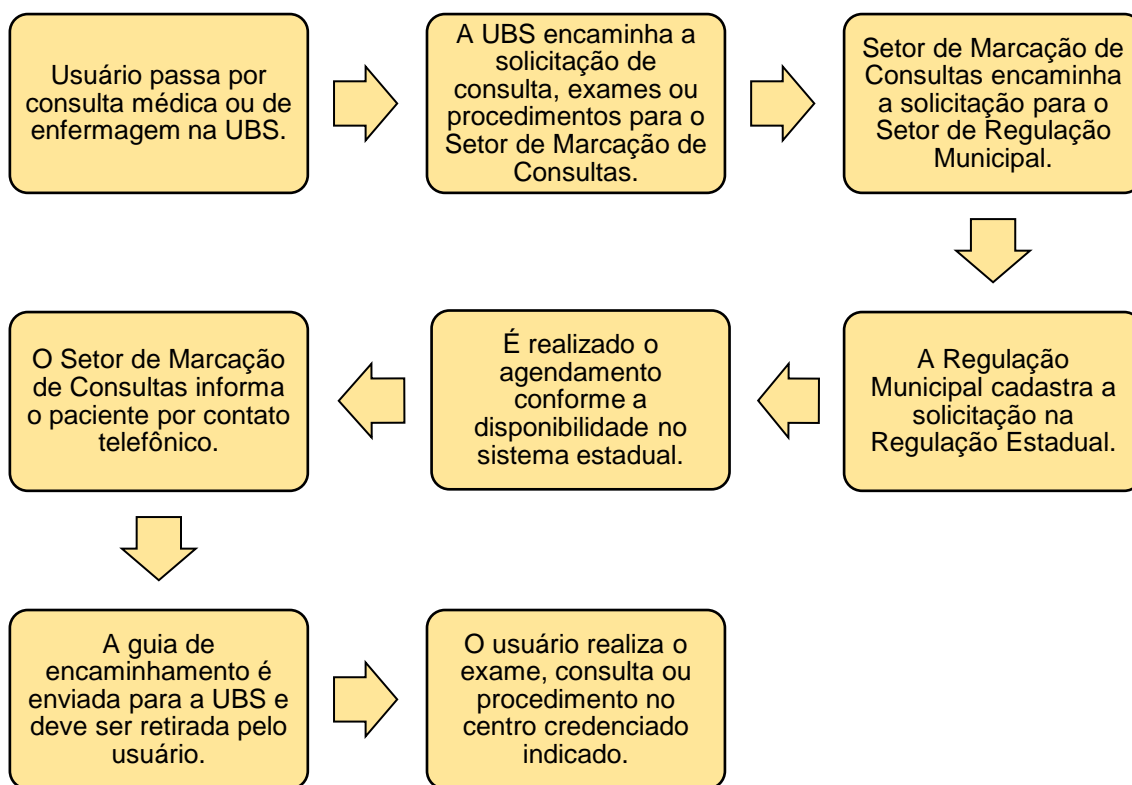 Usuário passa por
consulta médica ou de
enfermagem na UBS.
A UBS encaminha a
solicitação de
consulta, exames ou
procedimentos para o
Setor de Marcação de
Consultas.
Setor de Marcação de
Consultas encaminha
a solicitação para o
Setor de Regulação
Municipal.
A Regulação
Municipal cadastra a
solicitação na
Regulação Estadual.
É realizado o
agendamento
conforme a
disponibilidade no
sistema estadual.
O Setor de Marcação
de Consultas informa
o paciente por contato
telefônico.
A guia de
encaminhamento é
enviada para a UBS e
deve ser retirada pelo
usuário.
O usuário realiza o
exame, consulta ou
procedimento no
centro credenciado
indicado.